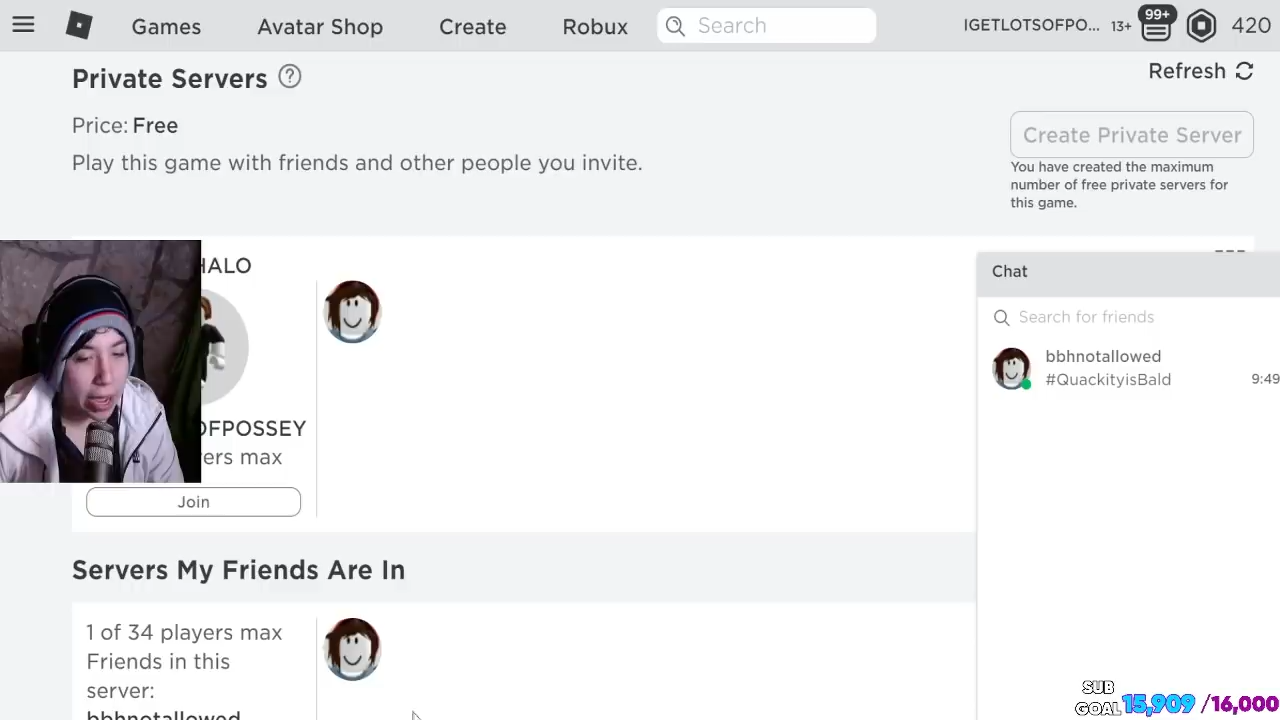 Games
Avatar Shop
Create
Robux
Search
IGETLOTSOFPO...
13+
99+
420
Private Servers
?
Refresh
Price: Free
Play this game with friends and other people you invite.
Create Private Server
You have created the maximum
number of free private servers for
this game.
HALO
OFPOSSEY
ers max
Join
Chat
Search for friends
bbhnotallowed
#QuackityisBald
9:49
Servers My Friends Are In
1 of 34 players max
Friends in this
server:
bbhnotallowed
SUB
GOAL
15,909 /16,000